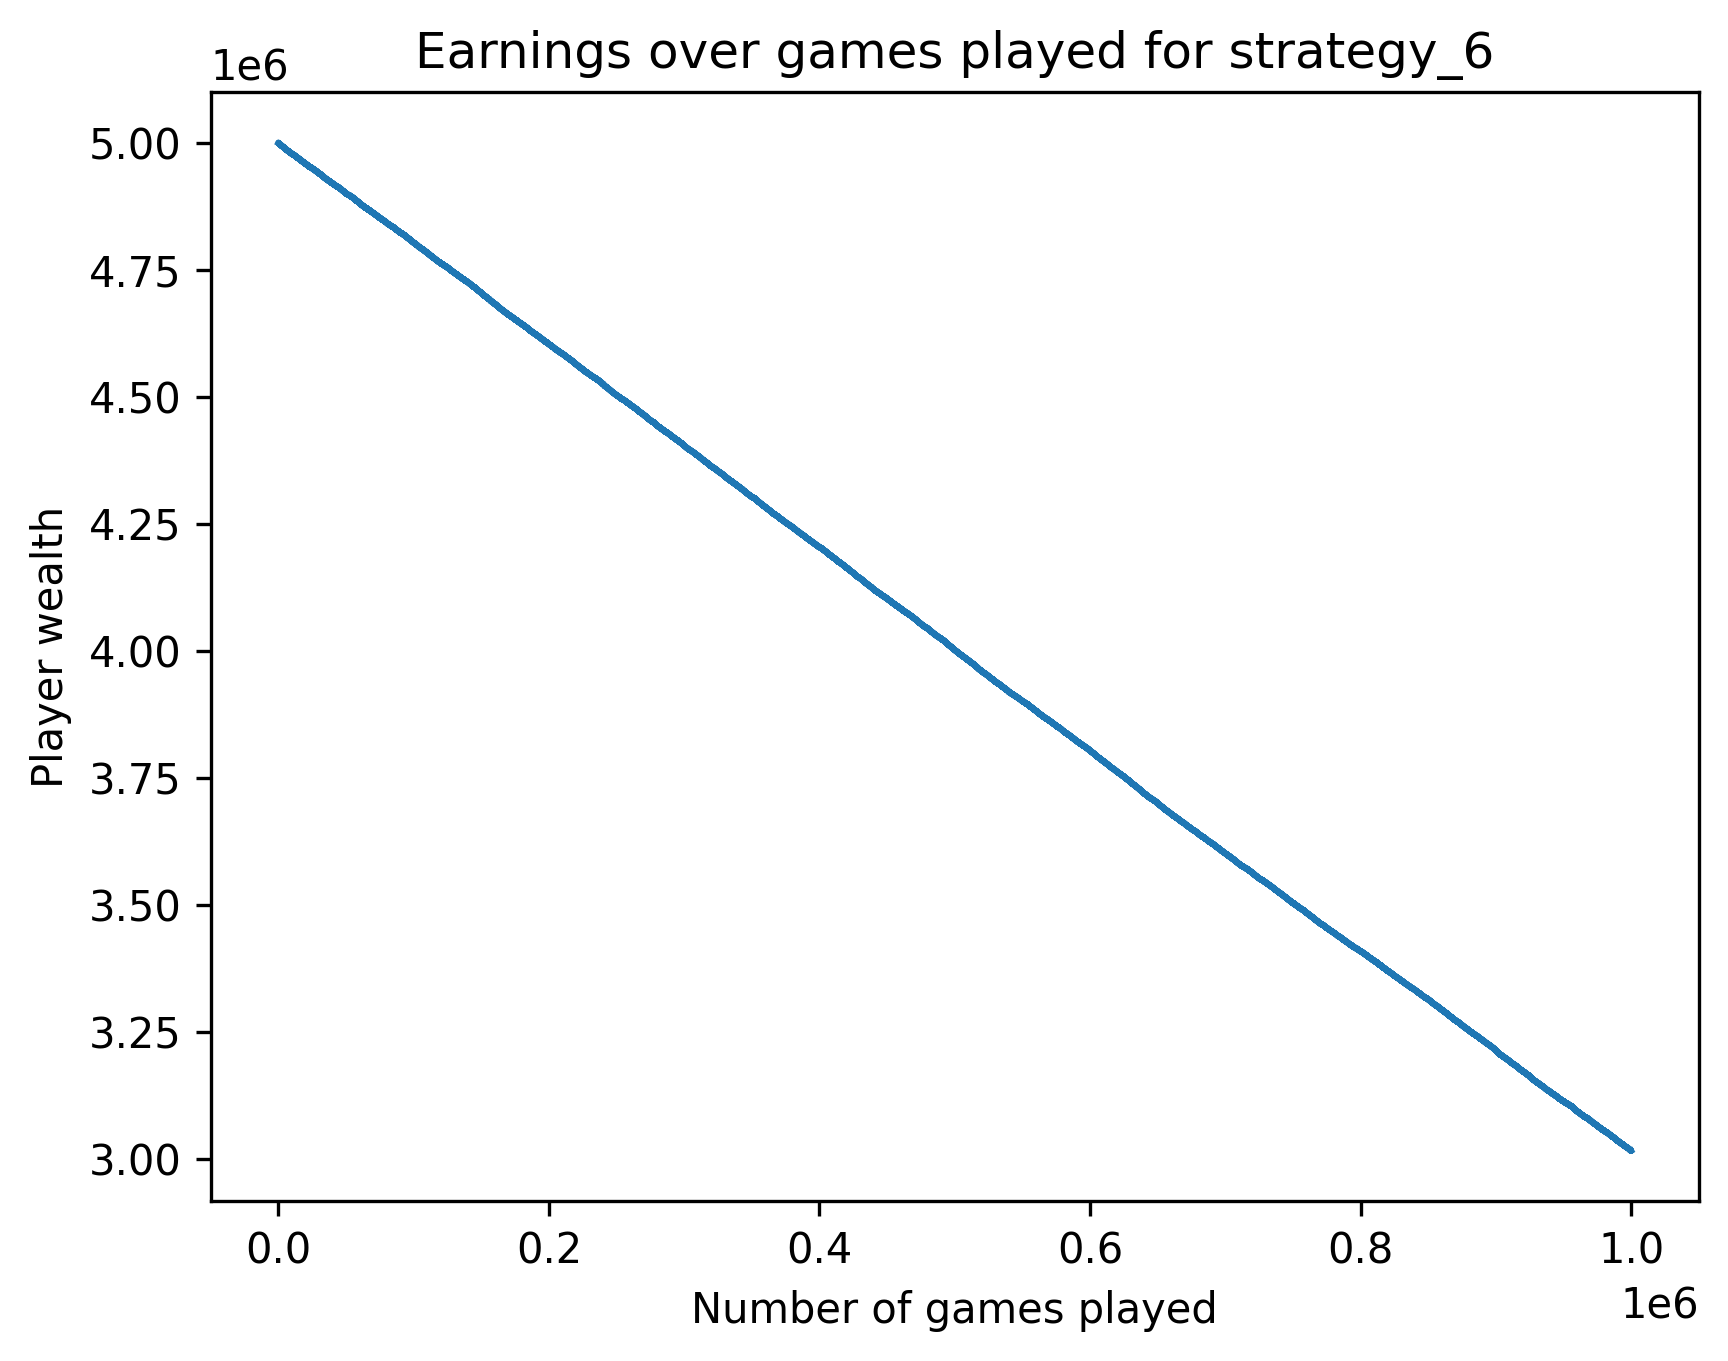 Earnings over games played for strategy_6
1e6
5.00
4.75
4.50
4.25
4.00
3.75
3.50
3.25
3.00
Player wealth
0.0 0.2 0.4 0.6 0.8 1.0
1e6
Number of games played